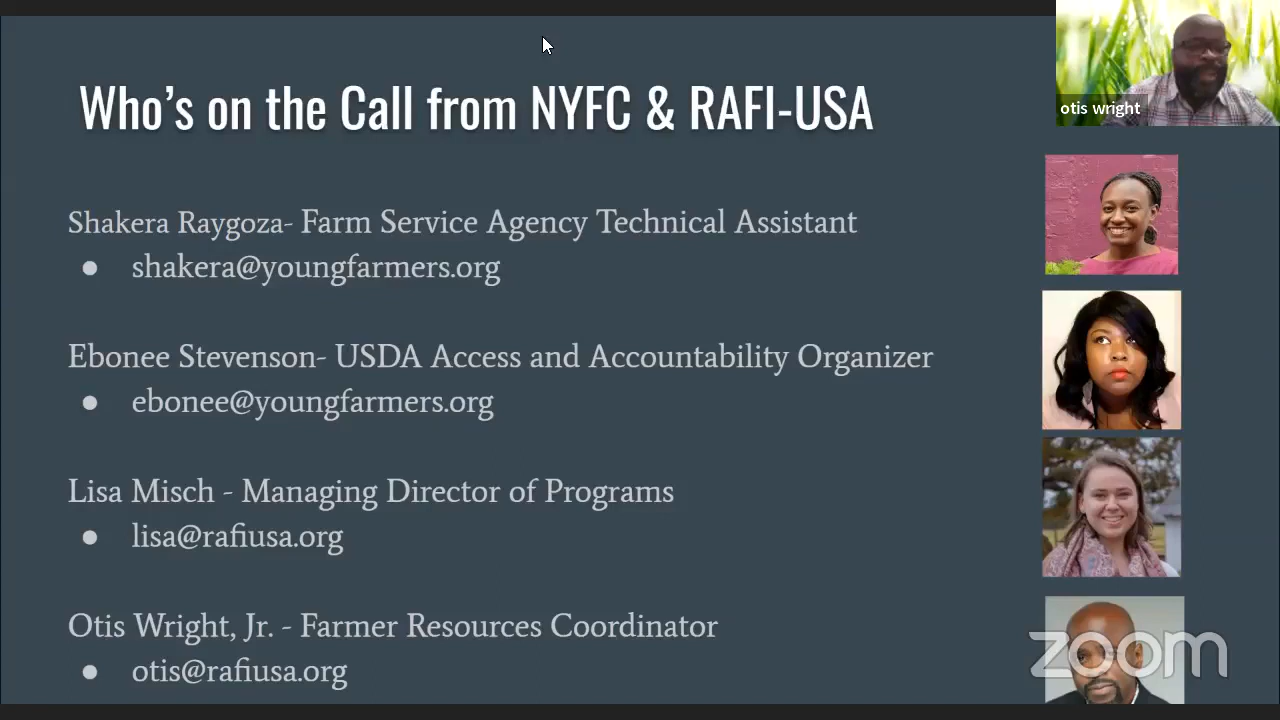 Who's on the Call from NYFC & RAFI-USA
otis wright
Shakera Raygoza- Farm Service Agency Technical Assistant
● shakera@youngfarmers.org
Ebonee Stevenson- USDA Access and Accountability Organizer
● ebonee@youngfarmers.org
Lisa Misch - Managing Director of Programs
● lisa@rafiusa.org
Otis Wright, Jr. - Farmer Resources Coordinator
● otis@rafiusa.org
zoom